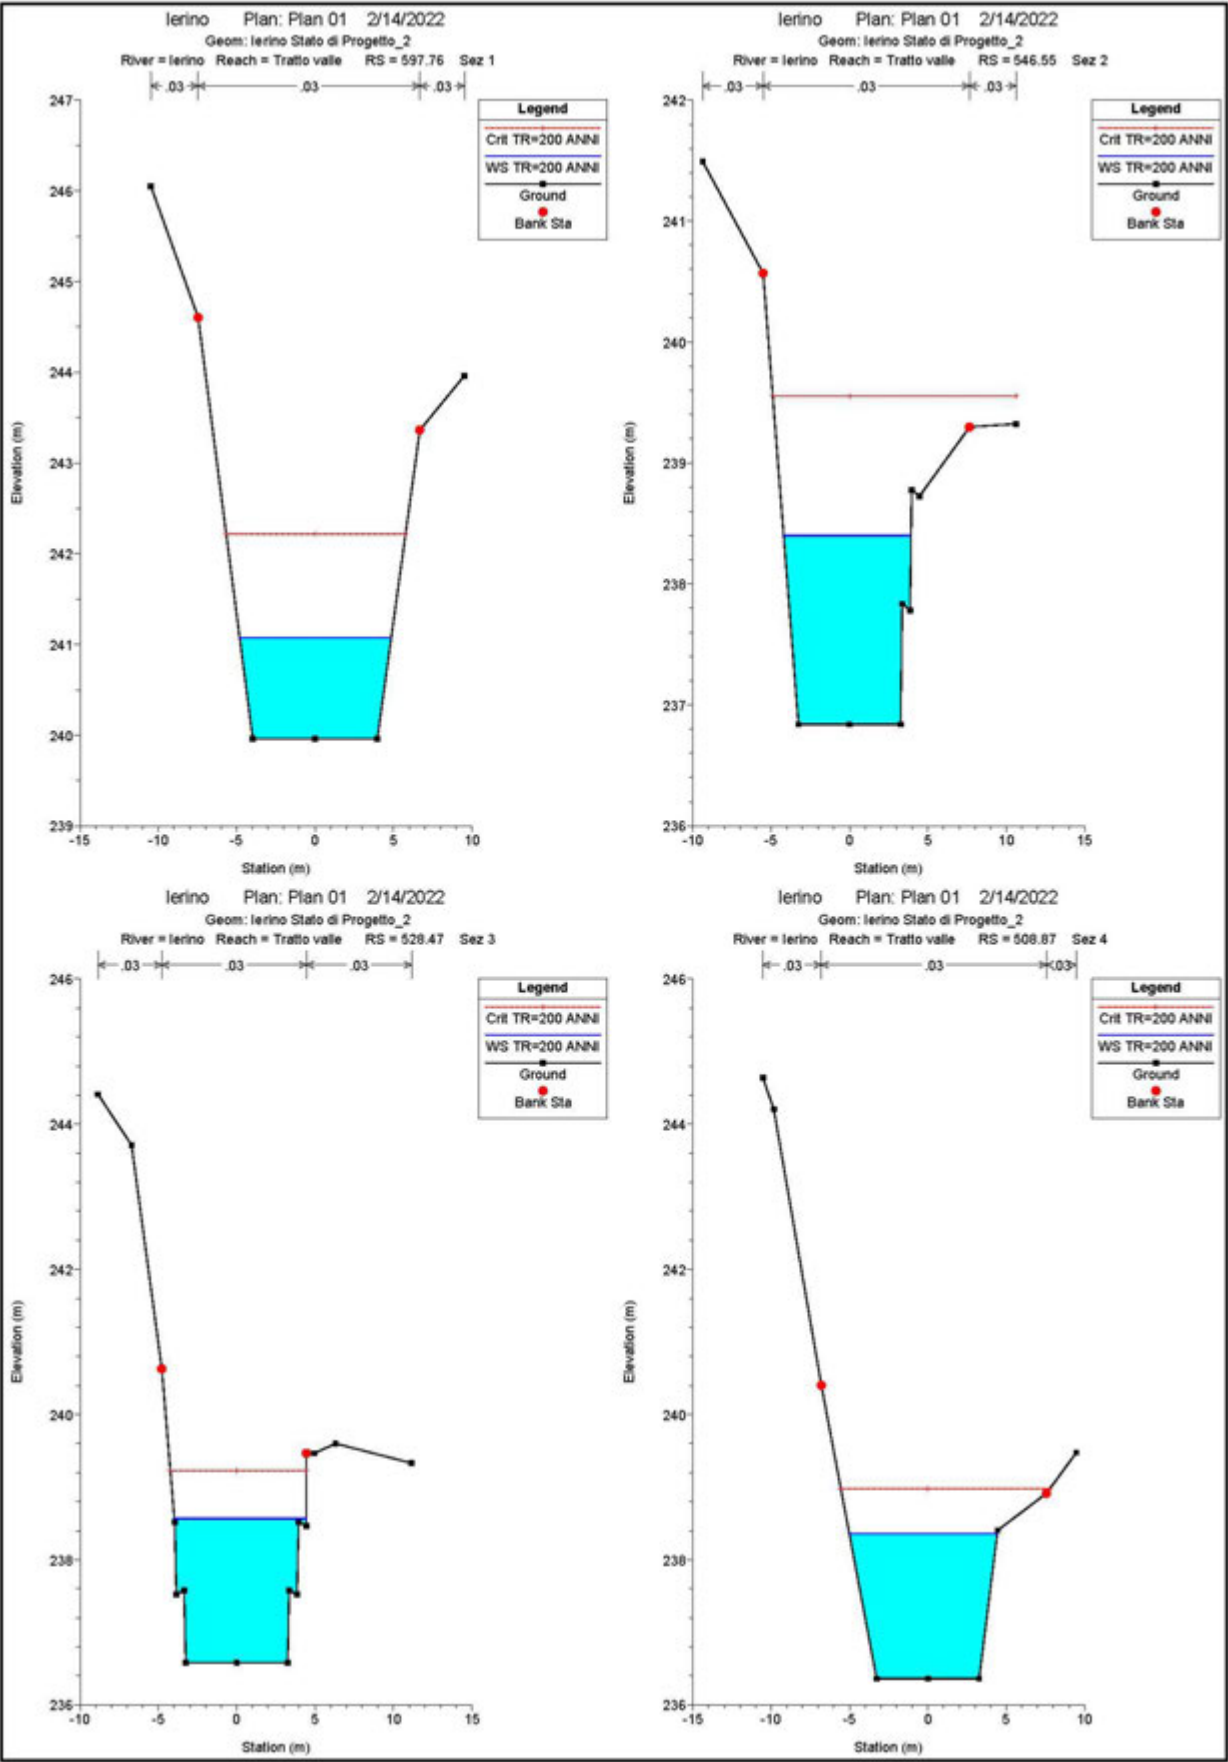 Ierino Plan: Plan 01 2/14/2022
Geom: Ierino Stato di Progetto_2
River = Ierino Reach = Tratto valle RS = 597.76 Sez 1
.03 .03 .03
Legend
Crit TR=200 ANNI
WS TR=200 ANNI
Ground
Bank Sta
247
246
245
244
243
242
241
240
239
Elevation (m)
-15 -10 -5 0 5 10
Station (m)
Ierino Plan: Plan 01 2/14/2022
Geom: Ierino Stato di Progetto_2
River = Ierino Reach = Tratto valle RS = 546.55 Sez 2
.03 .03 .03
Legend
Crit TR=200 ANNI
WS TR=200 ANNI
Ground
Bank Sta
242
241
240
239
238
237
236
Elevation (m)
-10 -5 0 5 10 15
Station (m)
Ierino Plan: Plan 01 2/14/2022
Geom: Ierino Stato di Progetto_2
River = Ierino Reach = Tratto valle RS = 528.47 Sez 3
.03 .03 .03
Legend
Crit TR=200 ANNI
WS TR=200 ANNI
Ground
Bank Sta
246
244
242
240
238
236
Elevation (m)
-10 -5 0 5 10 15
Station (m)
Ierino Plan: Plan 01 2/14/2022
Geom: Ierino Stato di Progetto_2
River = Ierino Reach = Tratto valle RS = 508.87 Sez 4
.03 .03 .03
Legend
Crit TR=200 ANNI
WS TR=200 ANNI
Ground
Bank Sta
246
244
242
240
238
236
Elevation (m)
-15 -10 -5 0 5 10
Station (m)